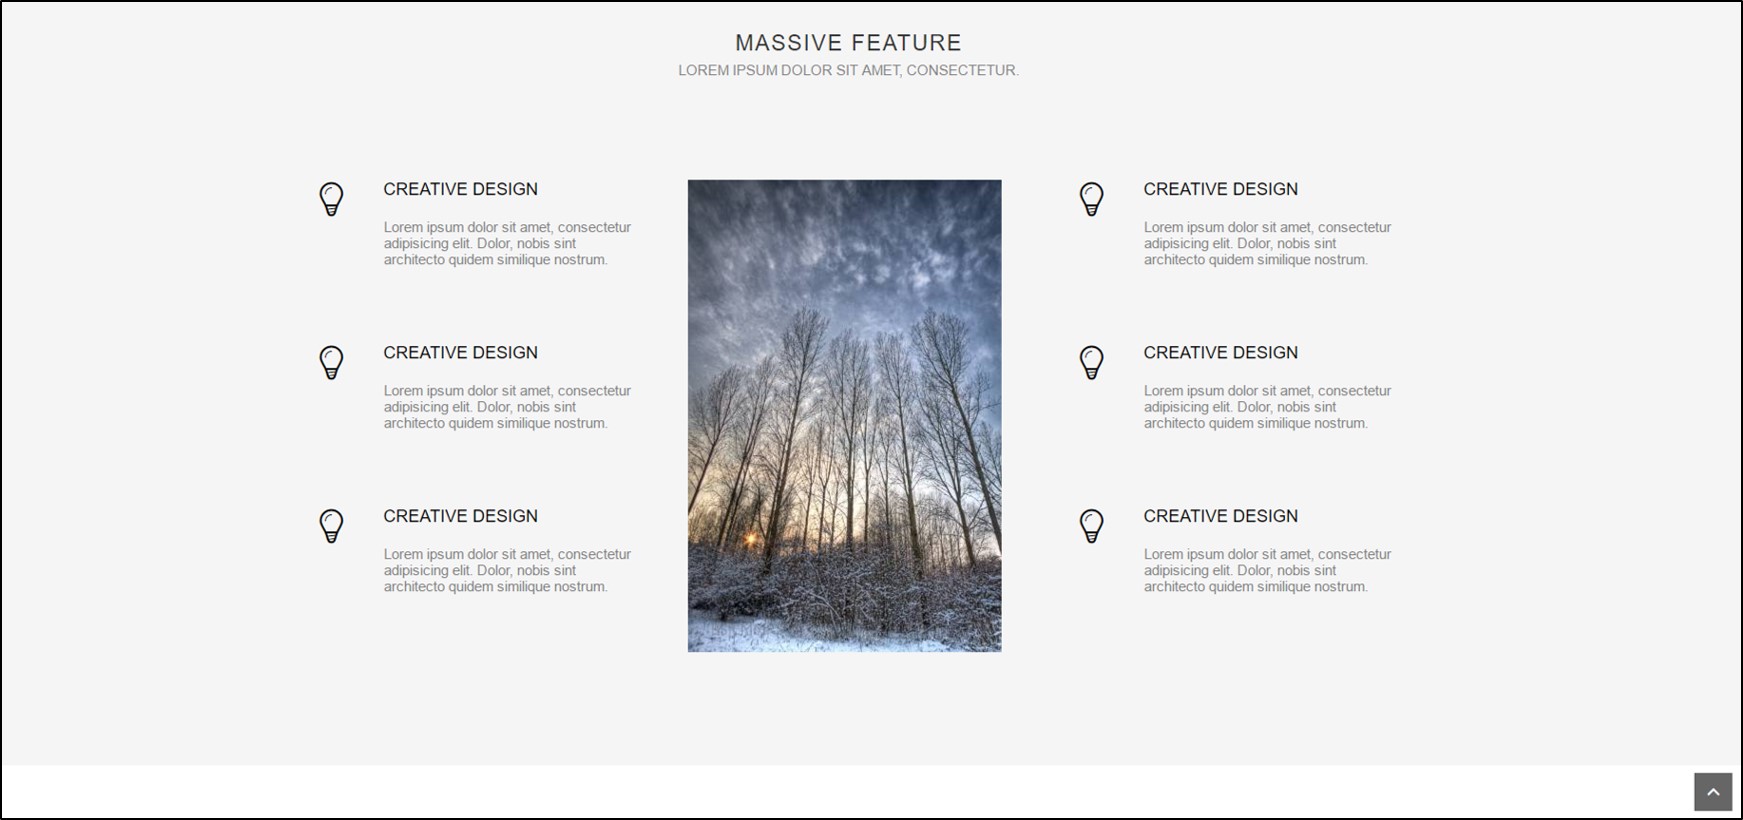 MASSIVE FEATURE
LOREM IPSUM DOLOR SIT AMET, CONSECTETUR.
CREATIVE DESIGN
Lorem ipsum dolor sit amet, consectetur
adipisicing elit. Dolor, nobis sint
architecto quidem similique nostrum.
CREATIVE DESIGN
Lorem ipsum dolor sit amet, consectetur
adipisicing elit. Dolor, nobis sint
architecto quidem similique nostrum.
CREATIVE DESIGN
Lorem ipsum dolor sit amet, consectetur
adipisicing elit. Dolor, nobis sint
architecto quidem similique nostrum.
CREATIVE DESIGN
Lorem ipsum dolor sit amet, consectetur
adipisicing elit. Dolor, nobis sint
architecto quidem similique nostrum.
CREATIVE DESIGN
Lorem ipsum dolor sit amet, consectetur
adipisicing elit. Dolor, nobis sint
architecto quidem similique nostrum.
CREATIVE DESIGN
Lorem ipsum dolor sit amet, consectetur
adipisicing elit. Dolor, nobis sint
architecto quidem similique nostrum.